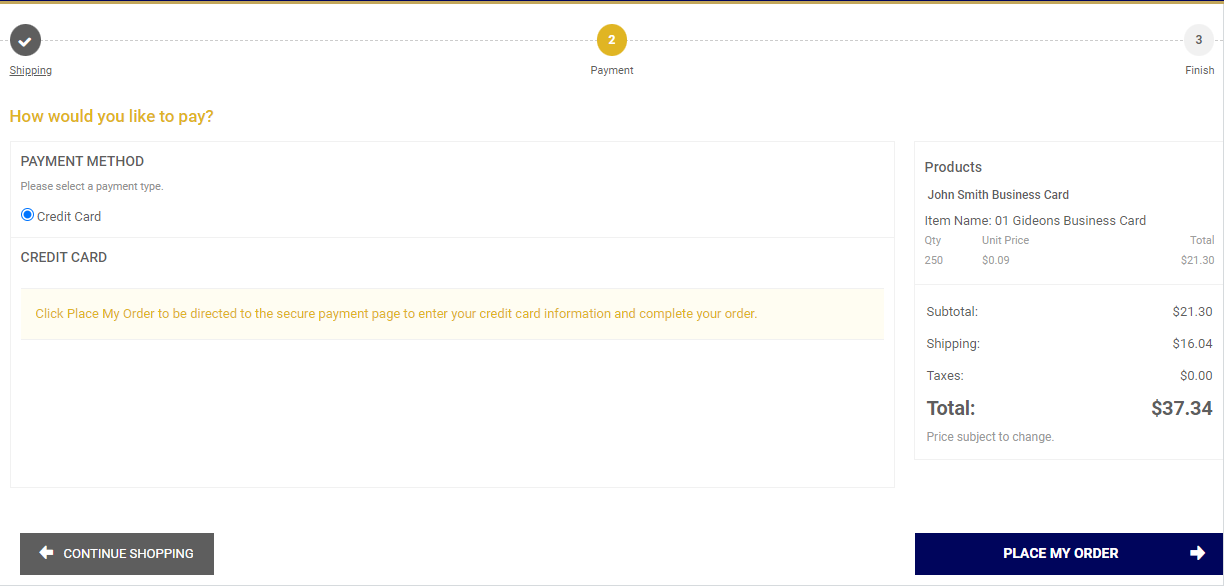 2
3
Shipping
Payment
Finish
How would you like to pay?
PAYMENT METHOD
Please select a payment type.
Credit Card
CREDIT CARD
Click Place My Order to be directed to the secure payment page to enter your credit card information and complete your order.
Products
John Smith Business Card
Item Name: 01 Gideons Business Card
Qty Unit Price Total
250 $0.09 $21.30
Subtotal: $21.30
Shipping: $16.04
Taxes: $0.00
Total: $37.34
Price subject to change.
CONTINUE SHOPPING
PLACE MY ORDER